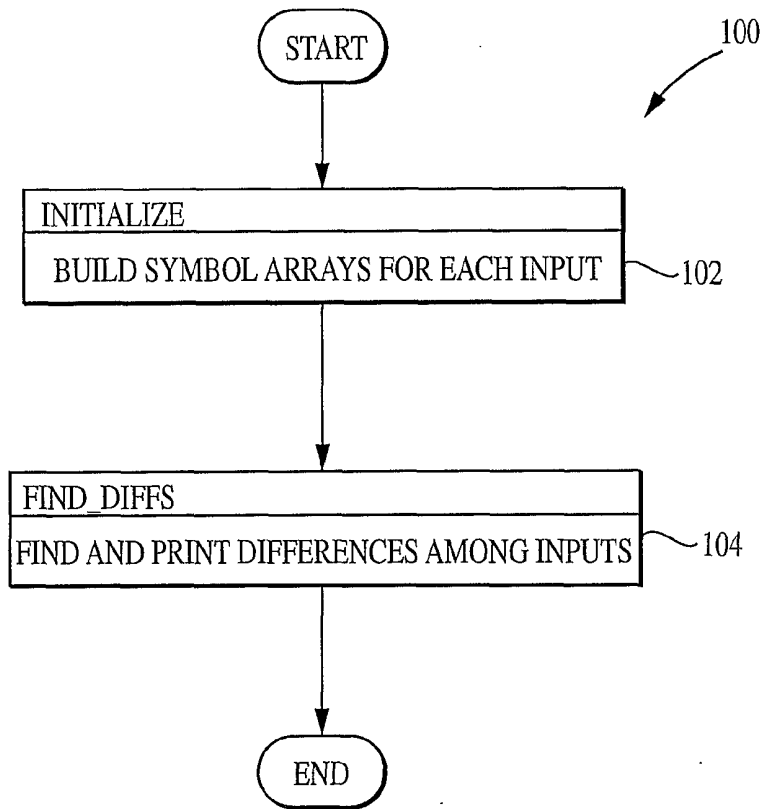 START
100
INITIALIZE
BUILD SYMBOL ARRAYS FOR EACH INPUT
102
FIND_DIFFS
FIND AND PRINT DIFFERENCES AMONG INPUTS
104
END